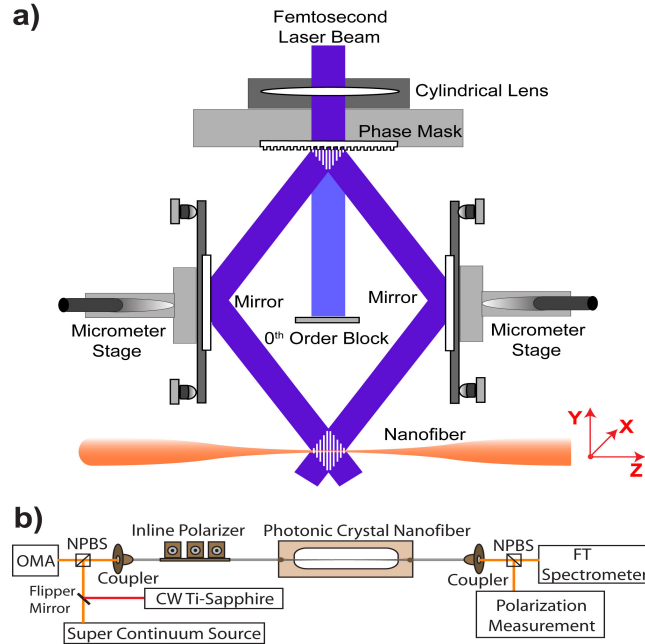 a)
Femtosecond
Laser Beam
Cylindrical Lens
Phase Mask
Mirror
Mirror
Micrometer
Stage
0th Order Block
Micrometer
Stage
Nanofiber
Y
X
Z
b)
Inline Polarizer
Photonic Crystal Nanofiber
NPBS
NPBS
OMA
Coupler
Coupler
FT
Spectrometer
Flipper
Mirror
CW Ti-Sapphire
Polarization
Measurement
Super Continuum Source